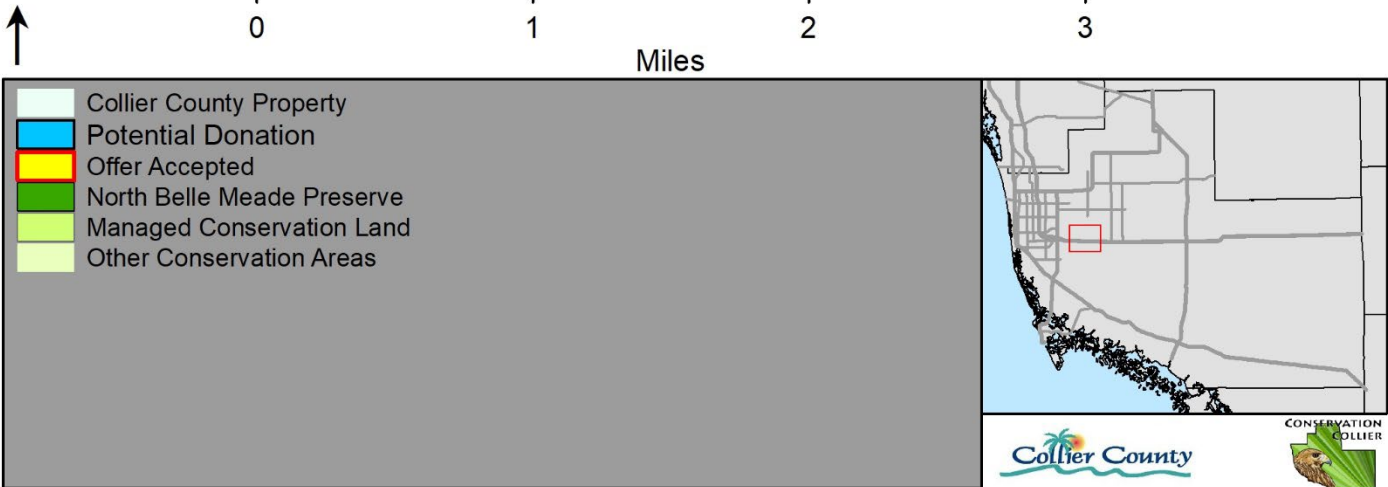 0 1 2 3
Miles
Collier County Property
Potential Donation
Offer Accepted
North Belle Meade Preserve
Managed Conservation Land
Other Conservation Areas
Collier County
CONSERVATION
COLLIER